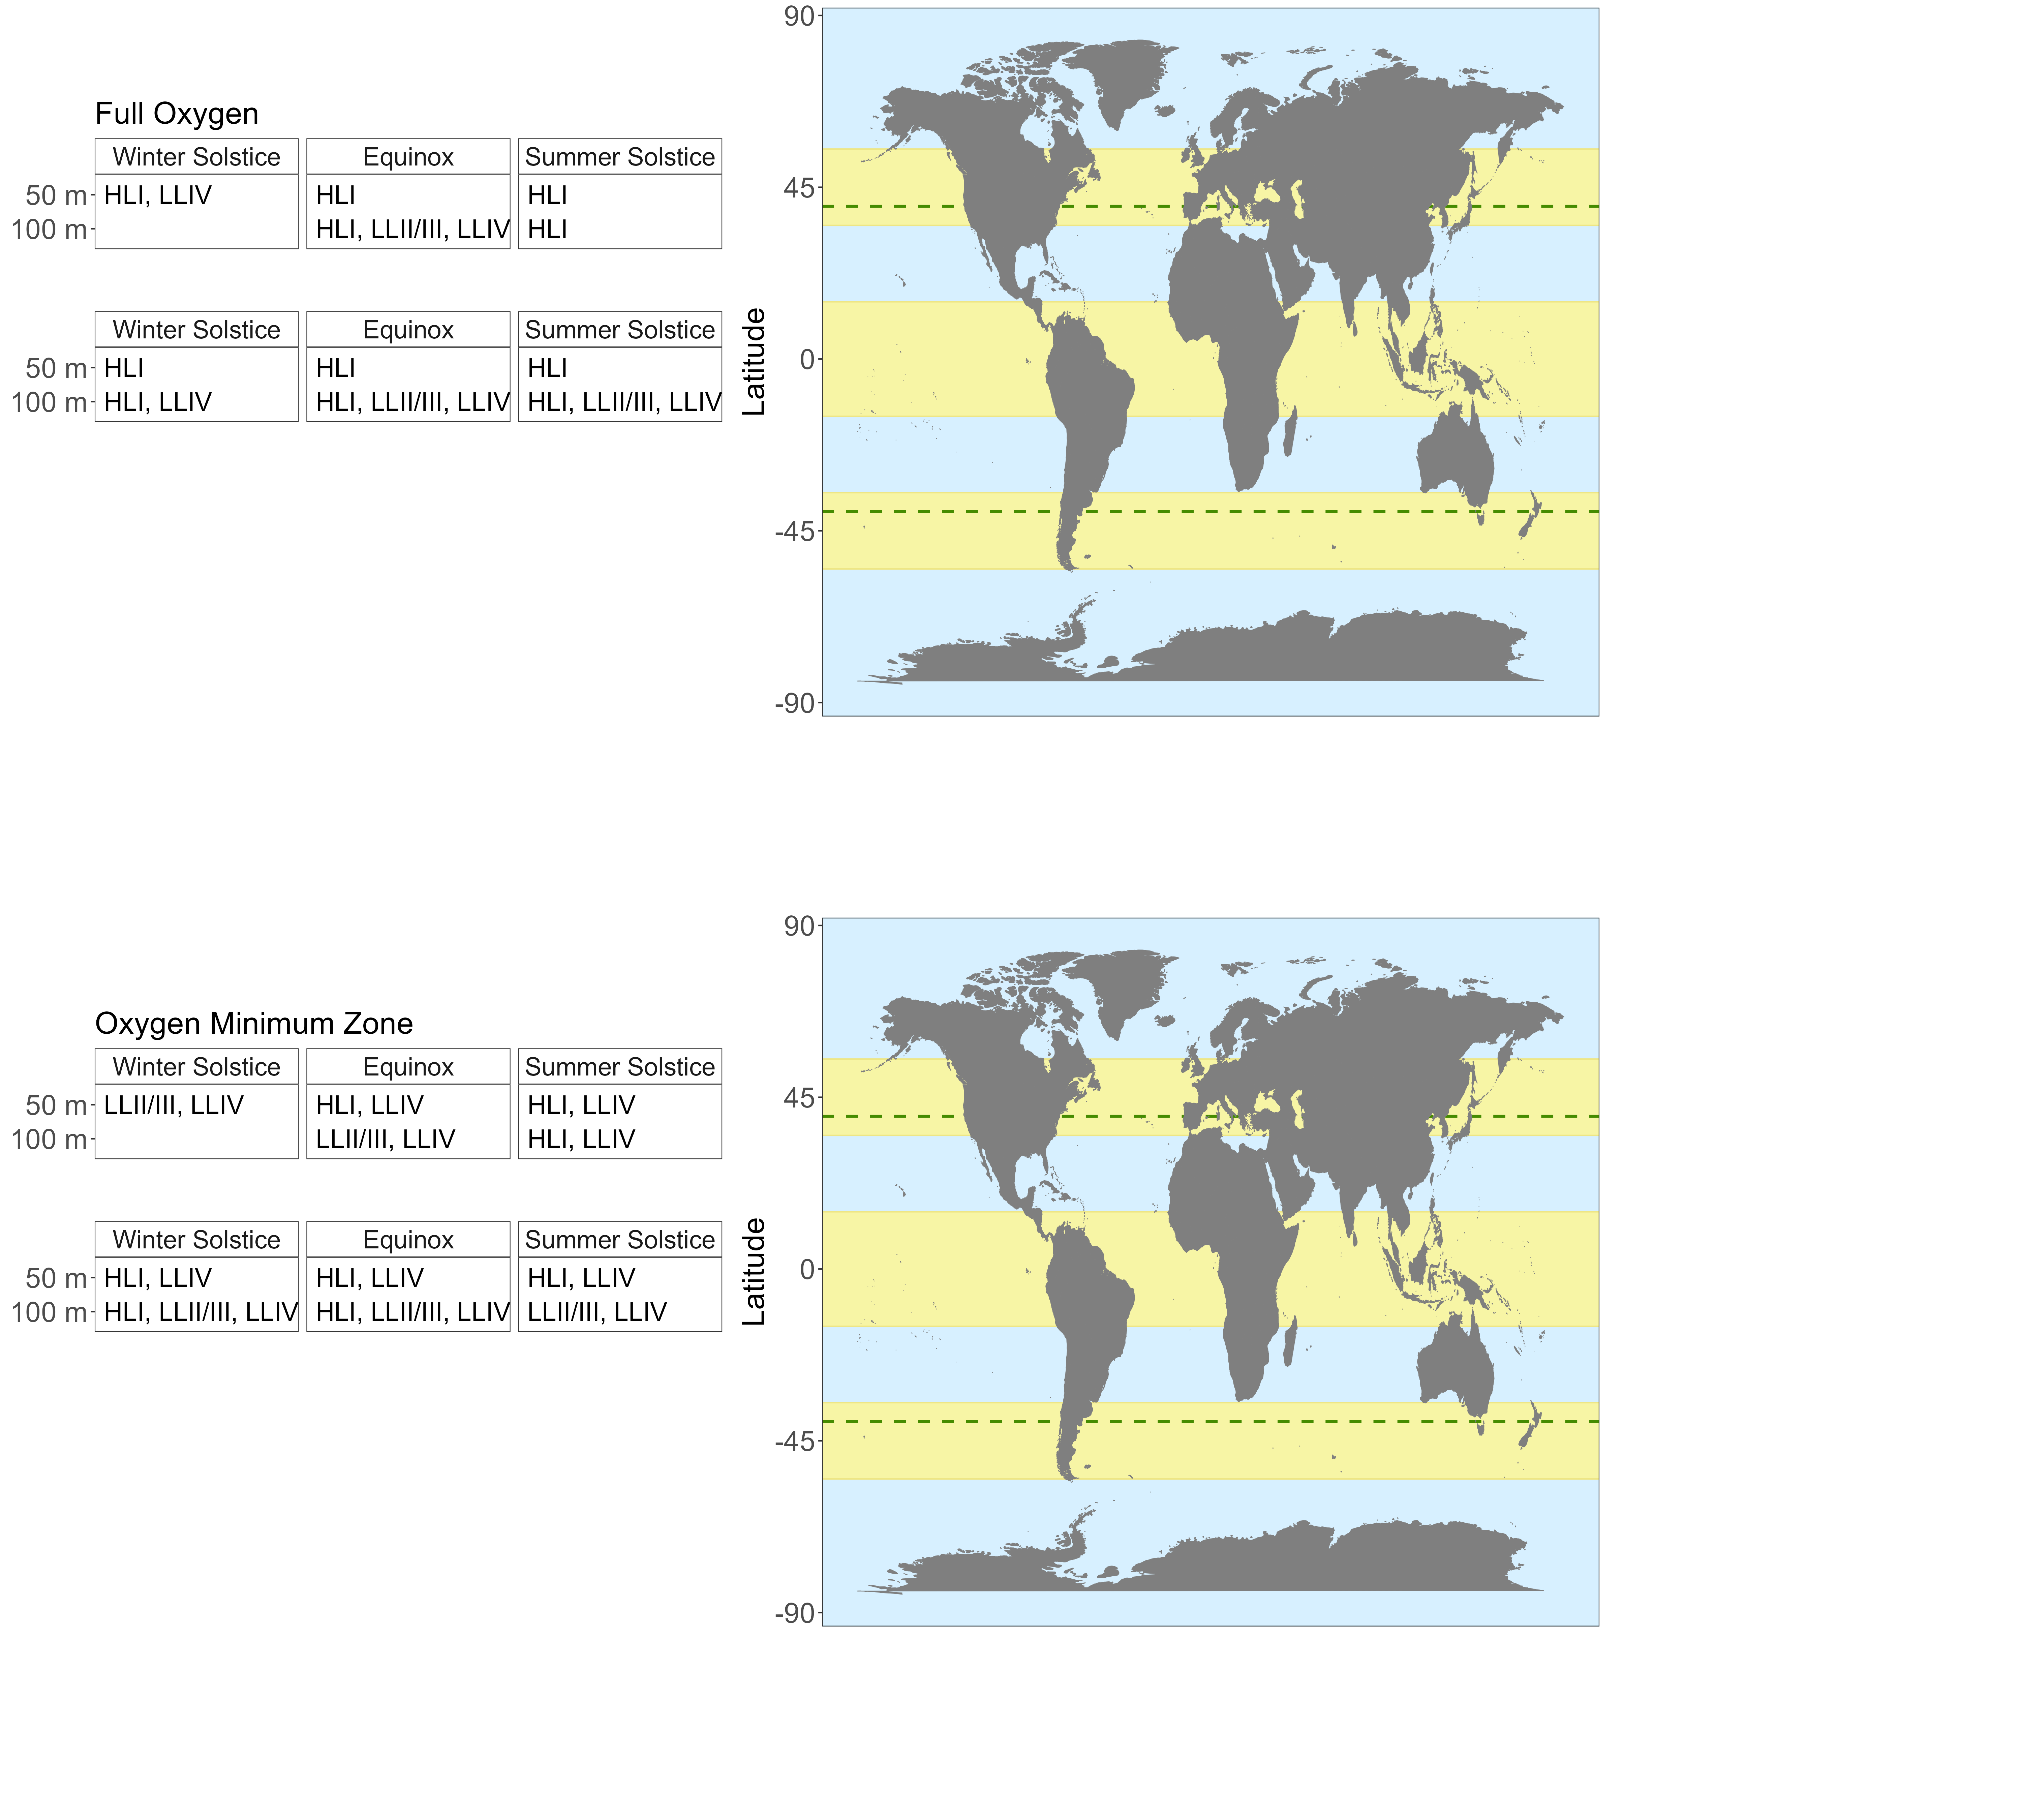 Full Oxygen
Winter Solstice Equinox Summer Solstice
50 m HLI, LLIV HLI HLI
100 m HLI, LLII/III, LLIV HLI
Winter Solstice Equinox Summer Solstice
50 m HLI HLI HLI
100 m HLI, LLIV HLI, LLII/III, LLIV HLI, LLII/III, LLIV
Latitude
90
45
0
-45
-90
Oxygen Minimum Zone
Winter Solstice Equinox Summer Solstice
50 m LLII/III, LLIV HLI, LLIV HLI, LLIV
100 m LLII/III, LLIV HLI, LLIV
Winter Solstice Equinox Summer Solstice
50 m HLI, LLIV HLI, LLIV HLI, LLIV
100 m HLI, LLII/III, LLIV HLI, LLII/III, LLIV LLII/III, LLIV
Latitude
90
45
0
-45
-90